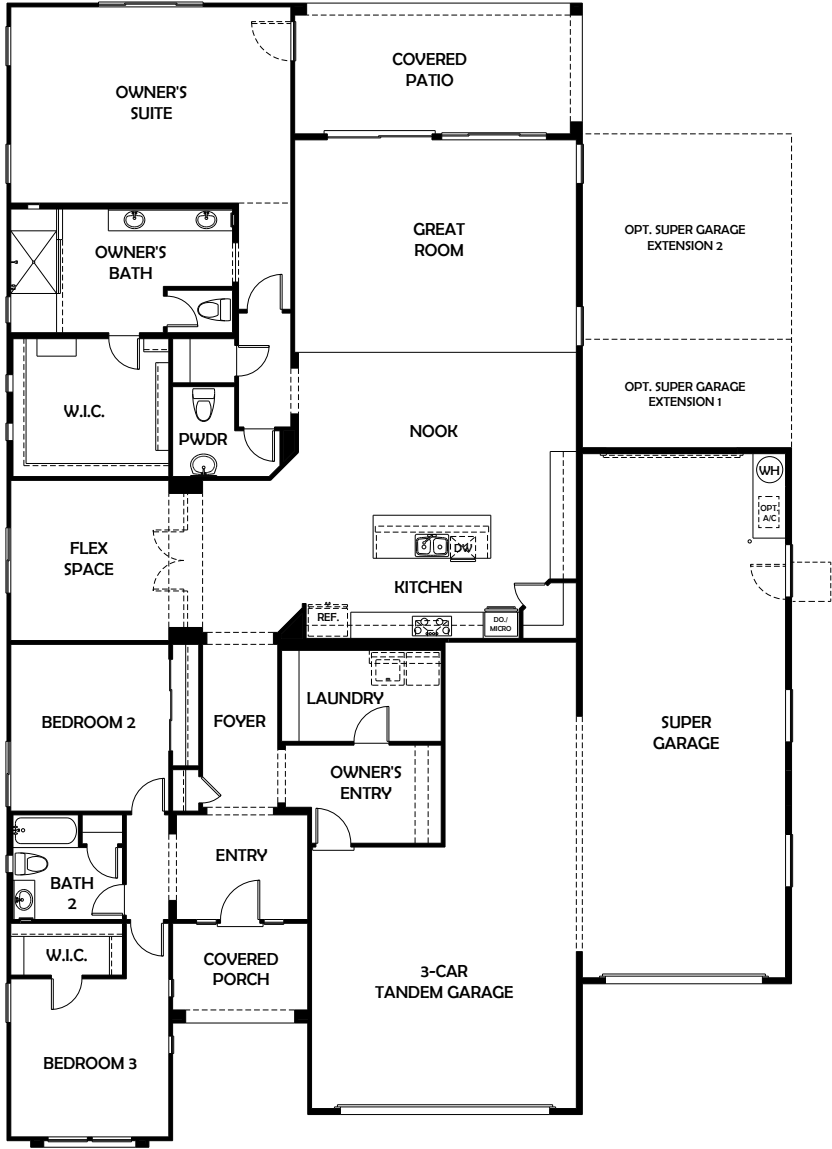 COVERED
PATIO
OWNER'S
SUITE
GREAT
ROOM
OPT. SUPER GARAGE
EXTENSION 2
OWNER'S
BATH
OPT. SUPER GARAGE
EXTENSION 1
W.I.C.
PWDR
NOOK
WH
OPT.
A/C
FLEX
SPACE
DW
KITCHEN
REF.
DO./
MICRO
LAUNDRY
BEDROOM 2
FOYER
SUPER
GARAGE
OWNER'S
ENTRY
ENTRY
BATH
2
W.I.C.
COVERED
PORCH
3-CAR
TANDEM GARAGE
BEDROOM 3